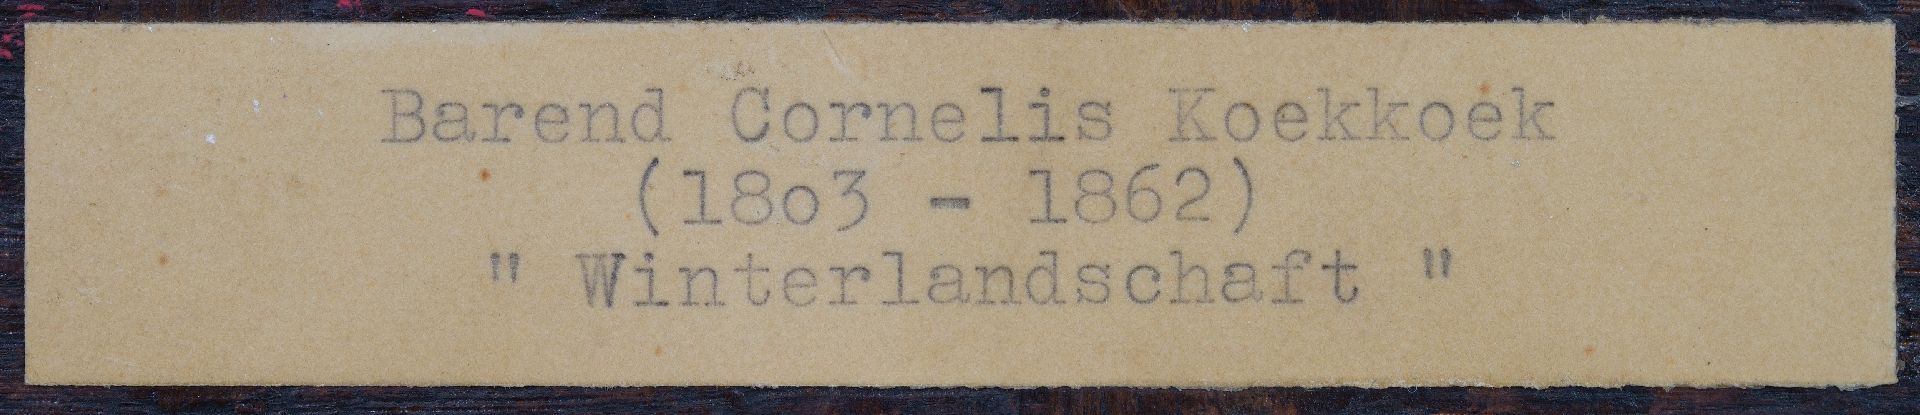 Barend Cornelis Koekkoek
(18o3 - 1862)
" Winterlandschaft "